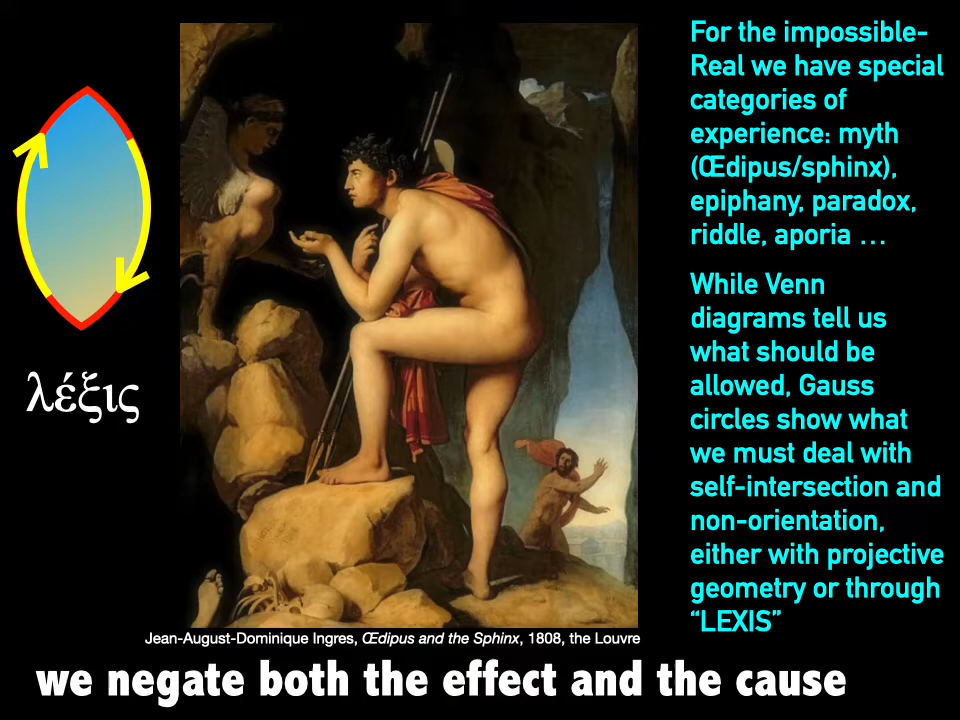 For the impossible-
Real we have special
categories of
experience: myth
(Œdipus/sphinx),
epiphany, paradox,
riddle, aporia …
While Venn
diagrams tell us
what should be
allowed, Gauss
circles show what
we must deal with
self-intersection and
non-orientation,
either with projective
geometry or through
“LEXIS”
λέξις
Jean-August-Dominique Ingres, Œdipus and the Sphinx, 1808, the Louvre
we negate both the effect and the cause